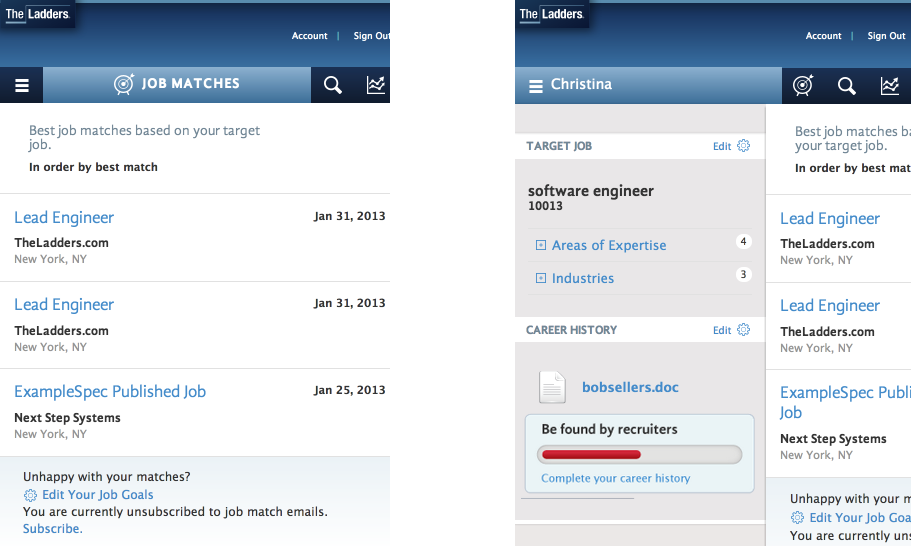 The Ladders.
Account | Sign Out
JOB MATCHES
Best job matches based on your target
job.
In order by best match
Lead Engineer Jan 31, 2013
TheLadders.com
New York, NY
Lead Engineer Jan 31, 2013
TheLadders.com
New York, NY
ExampleSpec Published Job Jan 25, 2013
Next Step Systems
New York, NY
Unhappy with your matches?
Edit Your Job Goals
You are currently unsubscribed to job match emails.
Subscribe.
The Ladders.
Account | Sign Out
Christina
TARGET JOB Edit
software engineer
10013
Areas of Expertise 4
Industries 3
CAREER HISTORY Edit
bobsellers.doc
Be found by recruiters
Complete your career history
Best job matches ba
your target job.
In order by best mat
Lead Engineer
TheLadders.com
New York, NY
Lead Engineer
TheLadders.com
New York, NY
ExampleSpec Publi
Job
Next Step Systems
New York, NY
Unhappy with your m
Edit Your Job Goa
You are currently uns